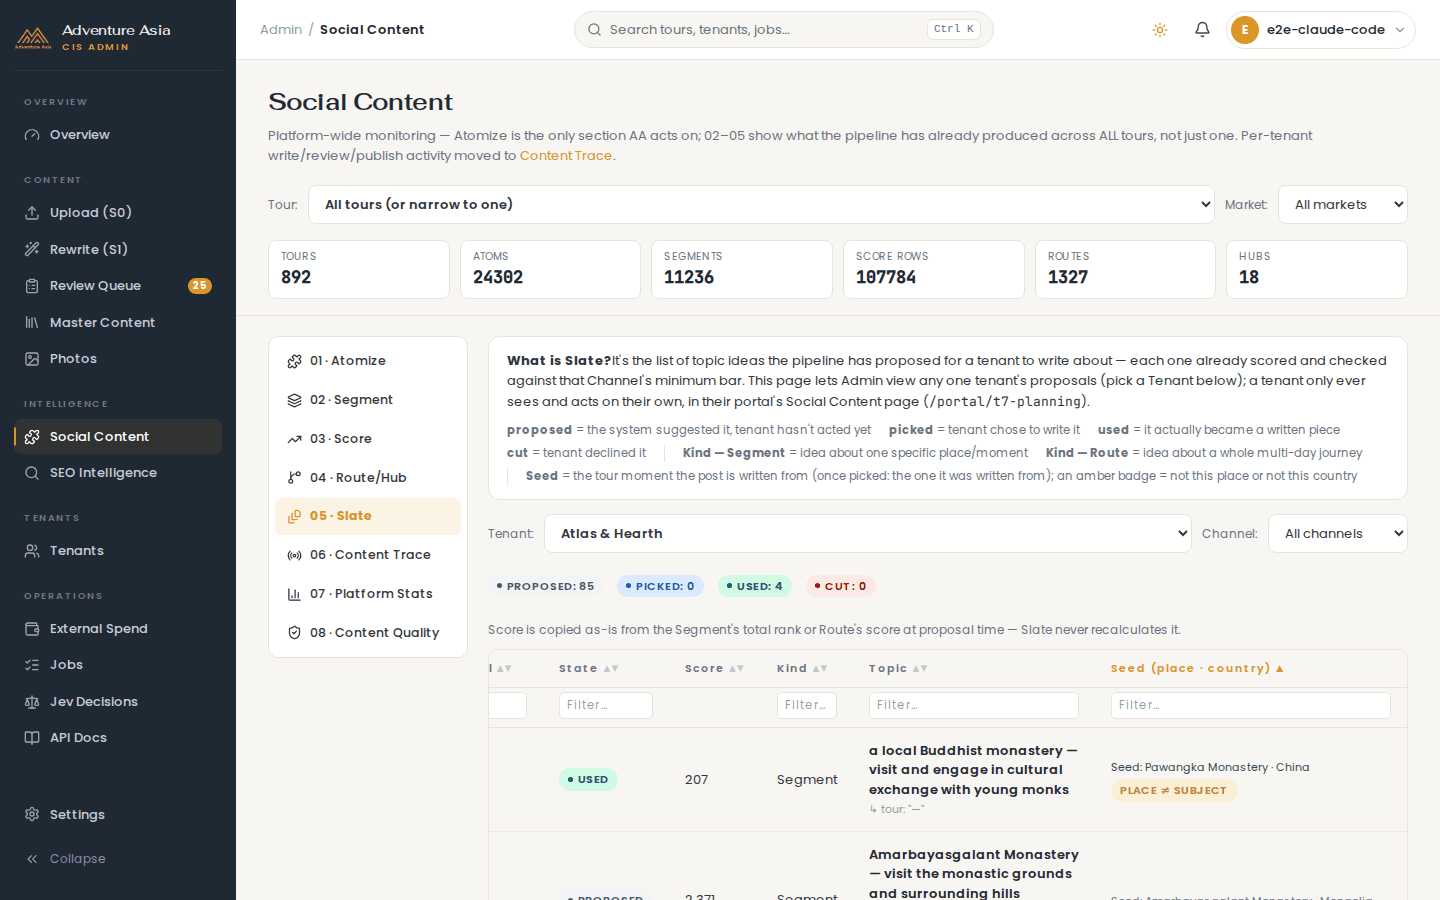 Adventure Asia
Adventure Asia
CIS ADMIN
OVERVIEW
Overview
CONTENT
Upload (S0)
Rewrite (S1)
Review Queue
25
Master Content
Photos
INTELLIGENCE
Social Content
SEO Intelligence
TENANTS
Tenants
OPERATIONS
External Spend
Jobs
Jev Decisions
API Docs
Settings
Collapse
Admin / Social Content
Search tours, tenants, jobs...
Ctrl K
E
e2e-claude-code
Social Content
Platform-wide monitoring — Atomize is the only section AA acts on; 02–05 show what the pipeline has already produced across ALL tours, not just one. Per-tenant
write/review/publish activity moved to Content Trace.
Tour:
All tours (or narrow to one)
Market:
All markets
TOURS
892
ATOMS
24302
SEGMENTS
11236
SCORE ROWS
107784
ROUTES
1327
HUBS
18
01 · Atomize
02 · Segment
03 · Score
04 · Route/Hub
05 · Slate
06 · Content Trace
07 · Platform Stats
08 · Content Quality
What is Slate?It's the list of topic ideas the pipeline has proposed for a tenant to write about — each one already scored and checked
against that Channel's minimum bar. This page lets Admin view any one tenant's proposals (pick a Tenant below); a tenant only ever
sees and acts on their own, in their portal's Social Content page (/portal/t7-planning).
proposed = the system suggested it, tenant hasn't acted yet picked = tenant chose to write it used = it actually became a written piece
cut = tenant declined it Kind — Segment = idea about one specific place/moment Kind — Route = idea about a whole multi-day journey
Seed = the tour moment the post is written from (once picked: the one it was written from); an amber badge = not this place or not this country
Tenant:
Atlas & Hearth
Channel:
All channels
PROPOSED: 85
PICKED: 0
USED: 4
CUT: 0
Score is copied as-is from the Segment's total rank or Route's score at proposal time — Slate never recalculates it.
l ▲▼
State ▲▼
Score ▲▼
Kind ▲▼
Topic ▲▼
Seed (place · country) ▲
Filter...
Filter...
Filter...
Filter...
USED
207
Segment
a local Buddhist monastery —
visit and engage in cultural
exchange with young monks
↳ tour: "—"
Seed: Pawangka Monastery · China
PLACE ≠ SUBJECT
PROPOSED
2,371
Segment
Amarbayasgalant Monastery
— visit the monastic grounds
and surrounding hills
Seed: Amarbayasgalant Monastery · Mongolia